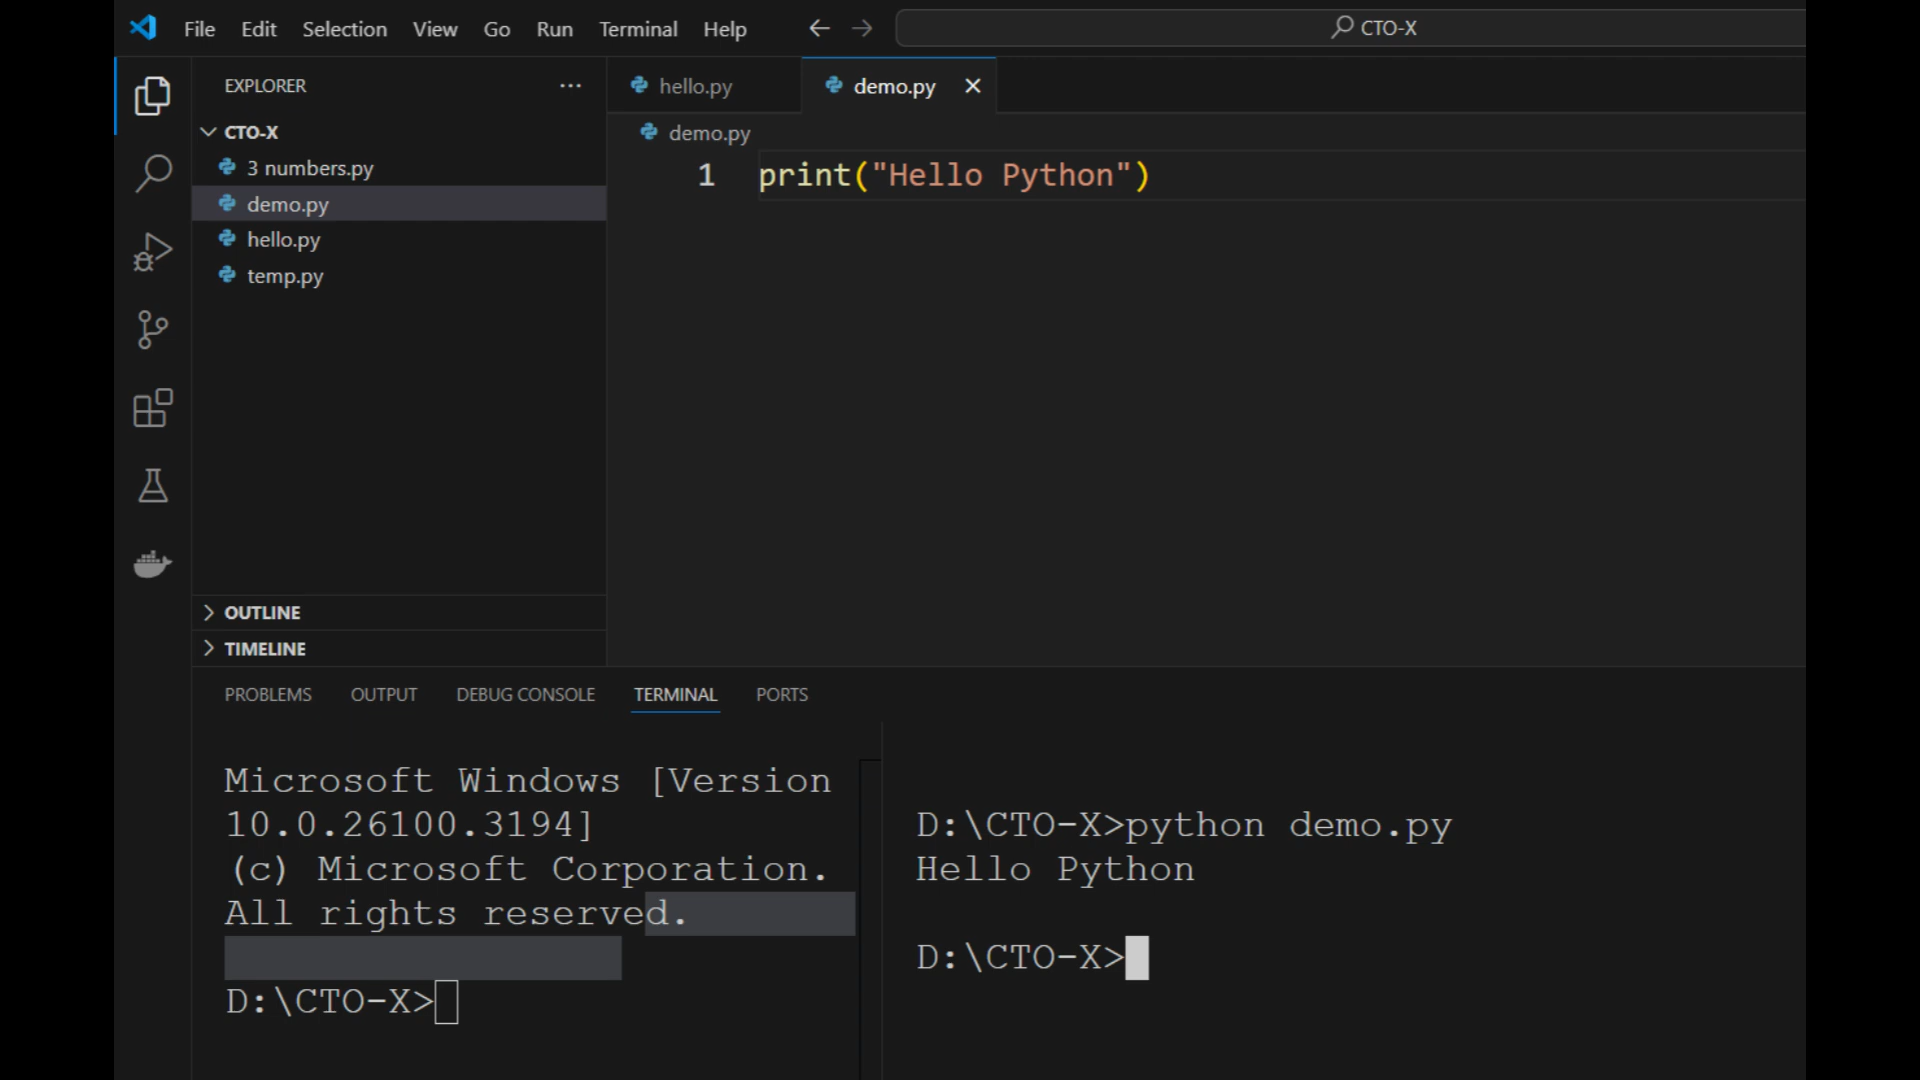 File Edit Selection View Go Run Terminal Help
CTO-X
EXPLORER
CTO-X
3 numbers.py
demo.py
hello.py
temp.py
OUTLINE
TIMELINE
hello.py demo.py
demo.py
1 print("Hello Python")
PROBLEMS OUTPUT DEBUG CONSOLE TERMINAL PORTS
Microsoft Windows [Version
10.0.26100.3194]
(c) Microsoft Corporation.
All rights reserved.
D:\CTO-X>
D:\CTO-X>python demo.py
Hello Python
D:\CTO-X>